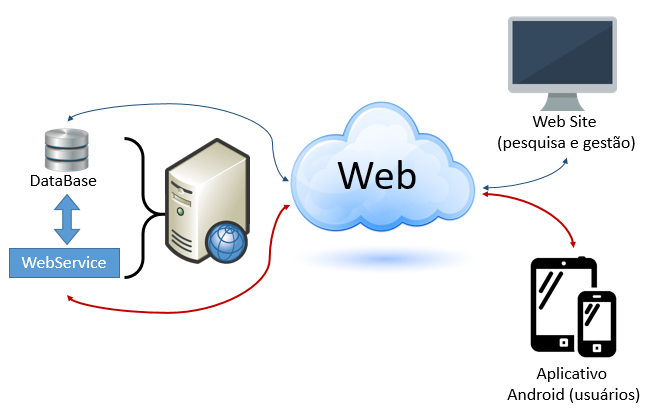 Web Site
(pesquisa e gestão)
DataBase
Web
WebService
Aplicativo
Android (usuários)